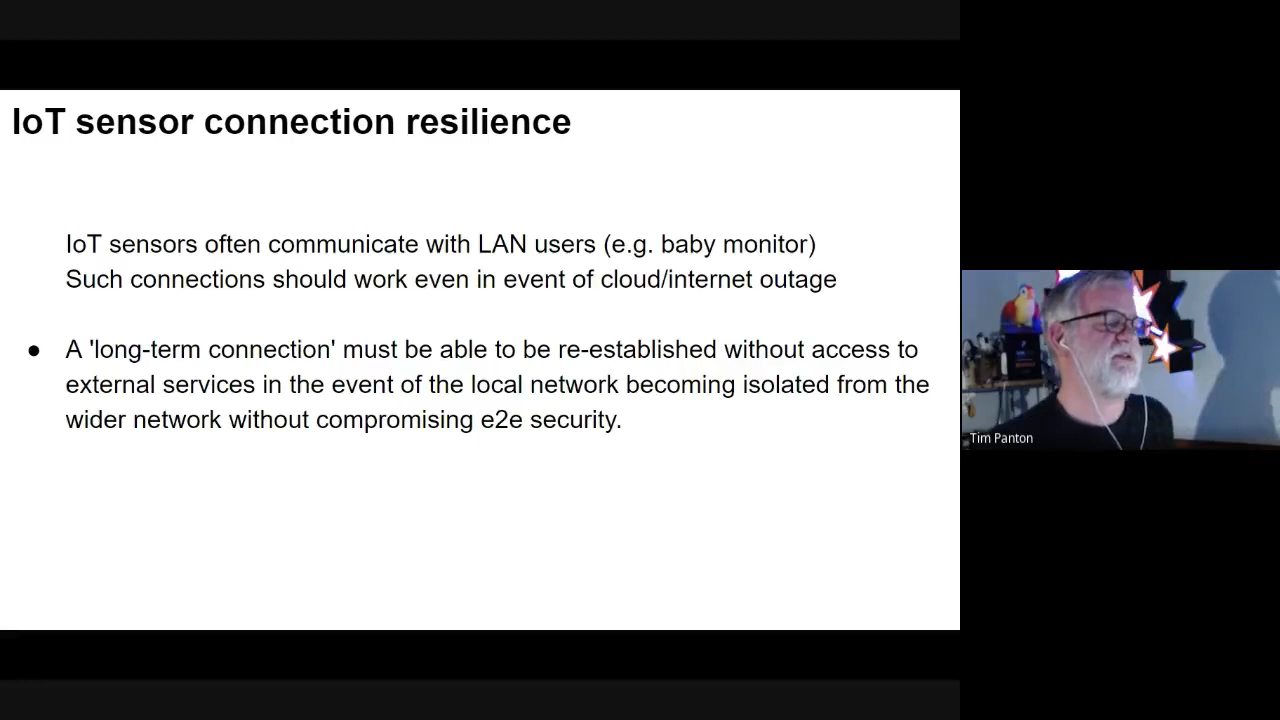 IoT sensor connection resilience
IoT sensors often communicate with LAN users (e.g. baby monitor)
Such connections should work even in event of cloud/internet outage
● A 'long-term connection' must be able to be re-established without access to
external services in the event of the local network becoming isolated from the
wider network without compromising e2e security.
Tim Panton